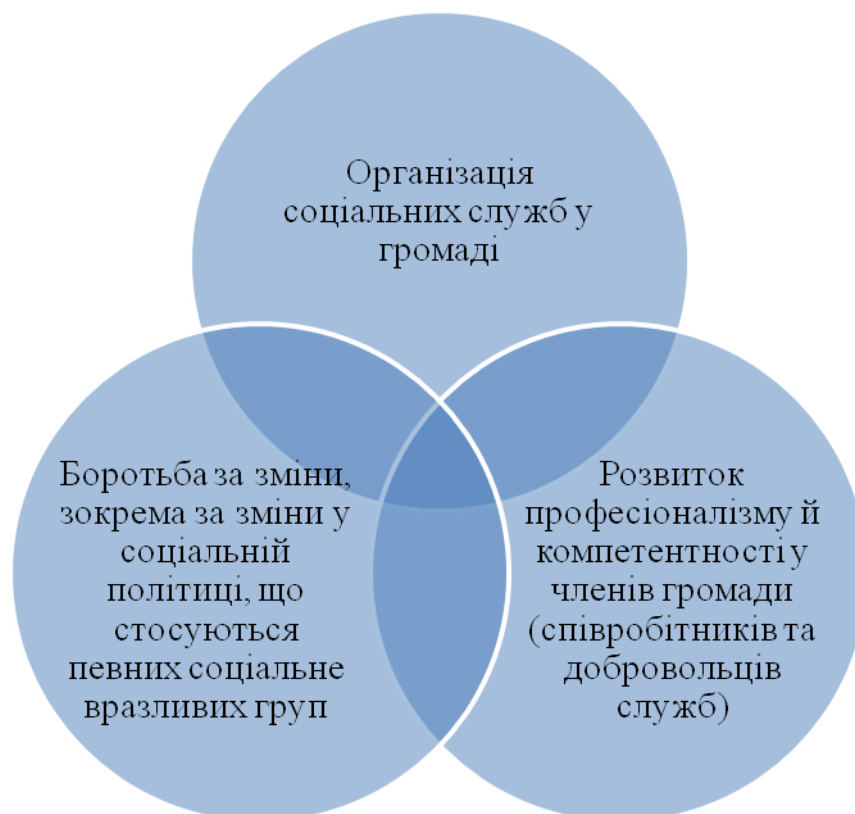 Організація
соціальних служб у
громаді
Боротьба за зміни,
зокрема за зміни у
соціальній
політиці, що
стосуються
певних соціальне
вразливих груп
Розвиток
професіоналізму й
компетентності у
членів громади
(співробітників та
добровольців
служб)